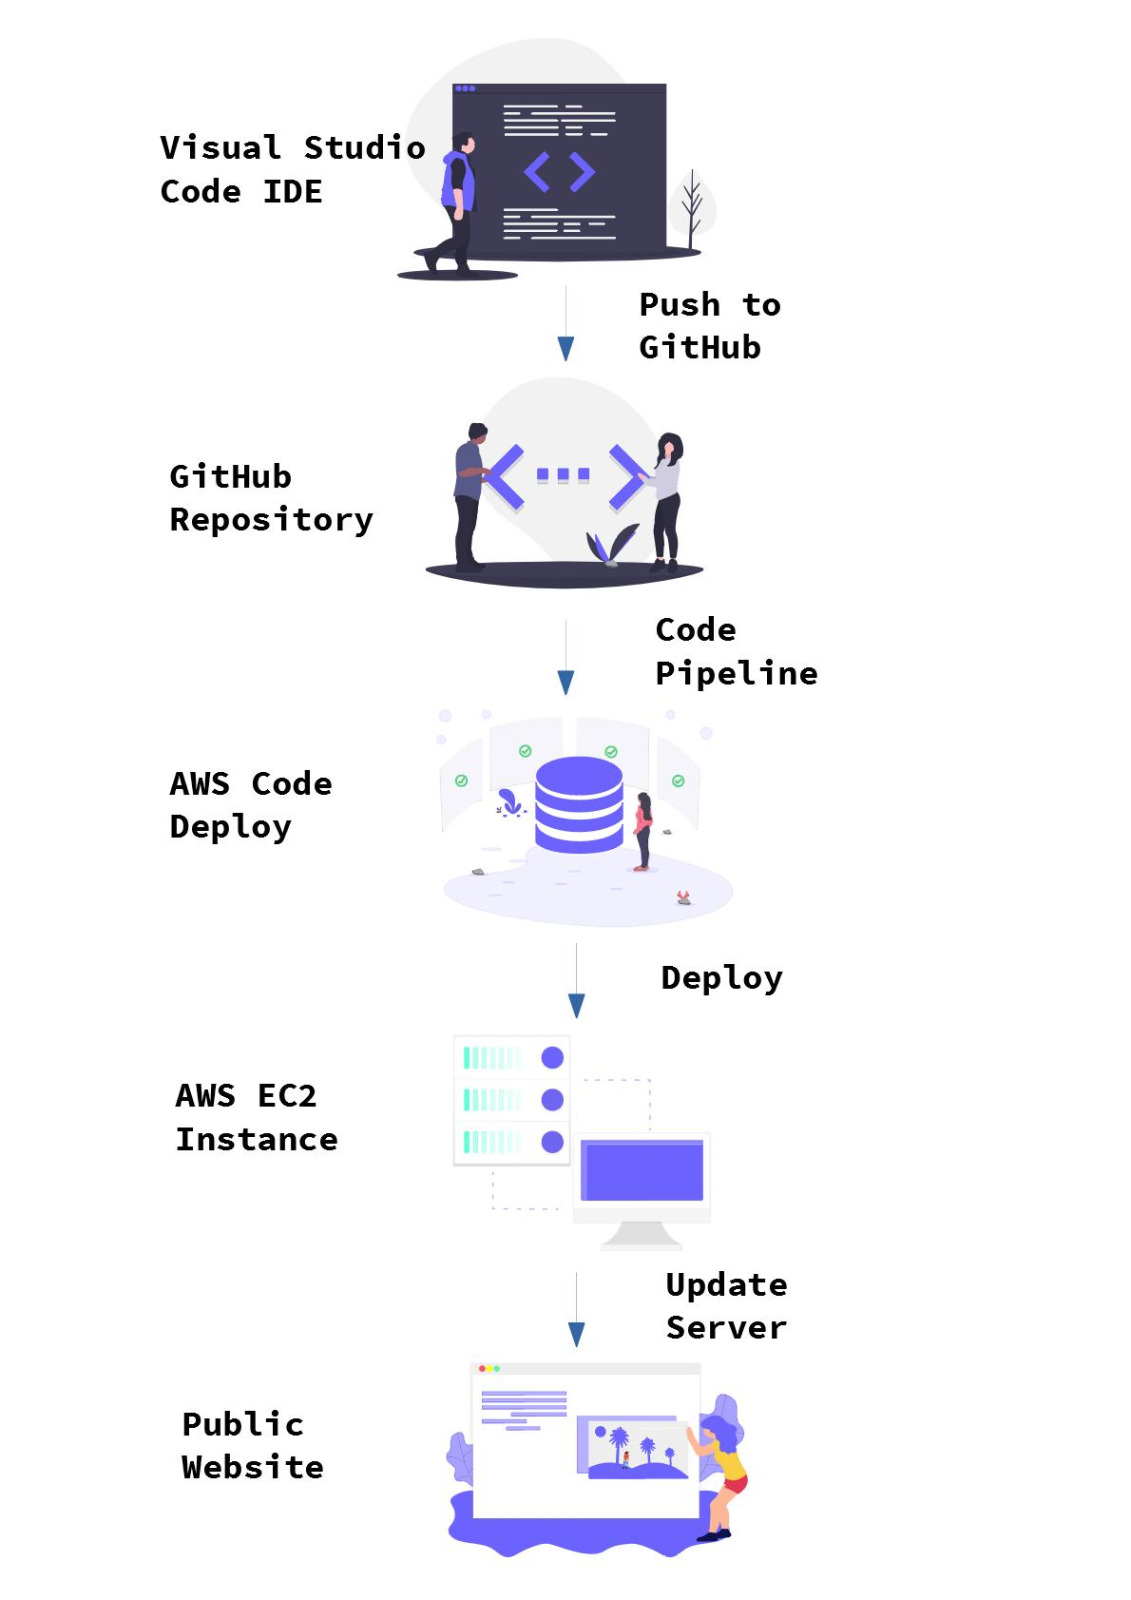 Visual Studio
Code IDE
Push to
GitHub
GitHub
Repository
Code
Pipeline
AWS Code
Deploy
Deploy
AWS EC2
Instance
Update
Server
Public
Website